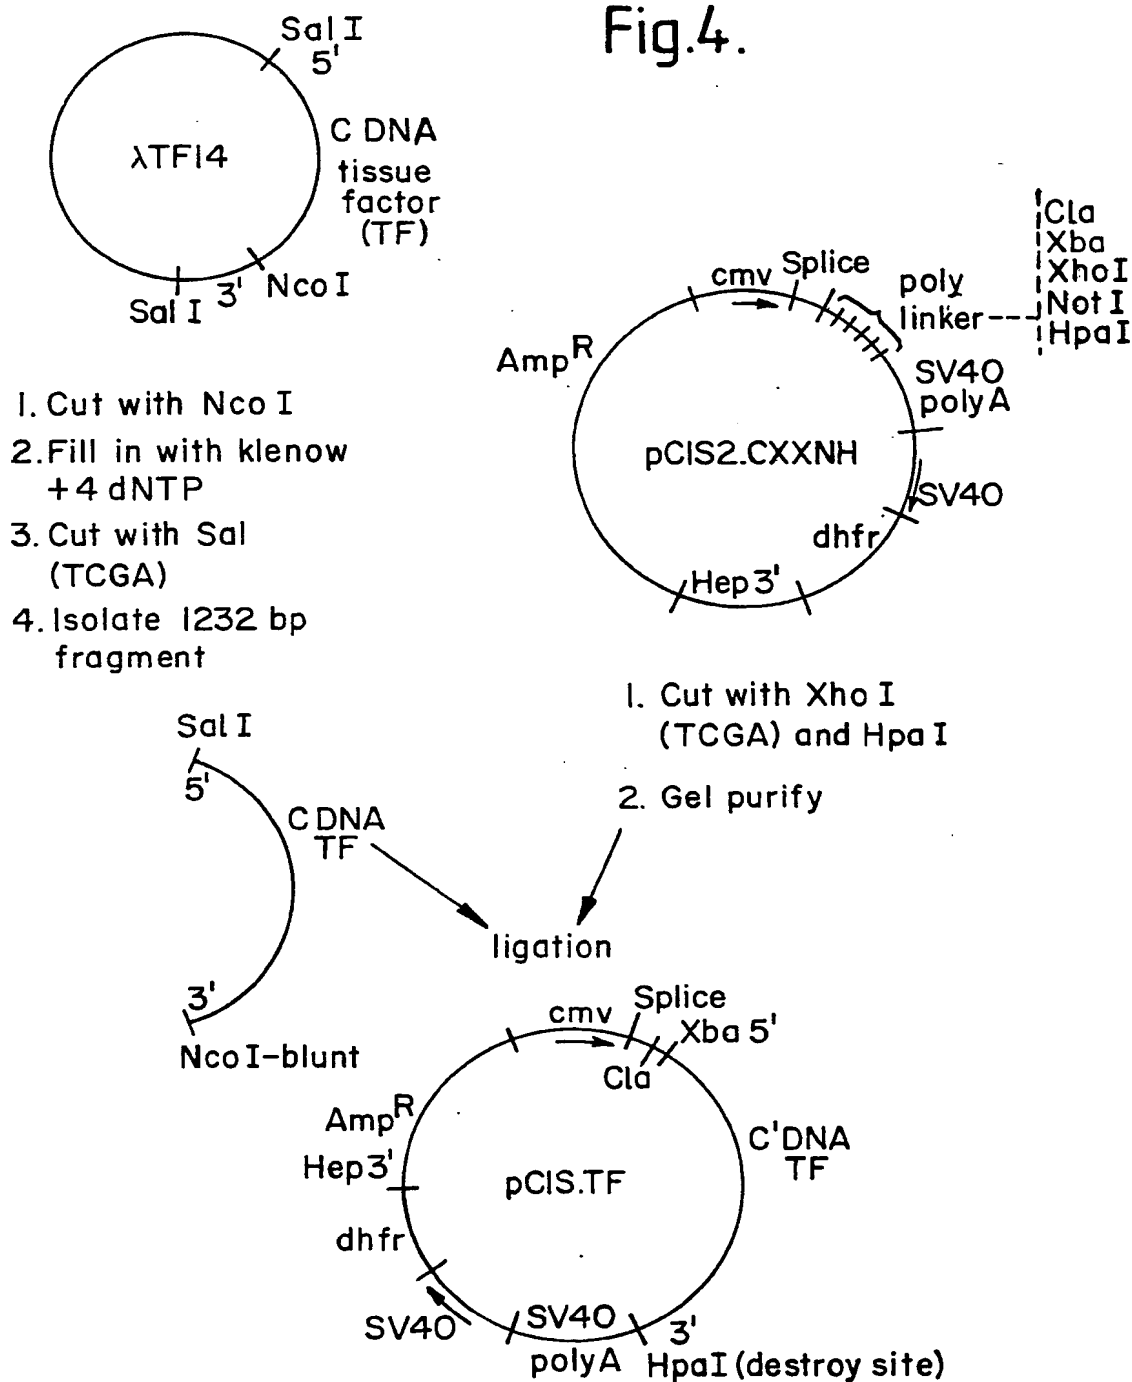 Fig.4.
Sal I
5'
λTF14
C DNA
tissue
factor
(TF)
Nco I
3'
Sal I
cmv
Splice
poly
linker
Cla
Xba
Xho I
Not I
Hpa I
Amp R
SV40
polyA
pCIS2.CXXNH
SV40
dhfr
Hep 3'
1. Cut with Nco I
2. Fill in with klenow
+4 dNTP
3. Cut with Sal
(TCGA)
4. Isolate 1232 bp
fragment
1. Cut with Xho I
(TCGA) and Hpa I
2. Gel purify
Sal I
5'
C DNA
TF
3'
Nco I-blunt
ligation
cmv
Splice
Xba 5'
Cla
Amp R
Hep 3'
pCIS.TF
C'DNA
TF
dhfr
SV40
SV40
polyA
3'
HpaI (destroy site)